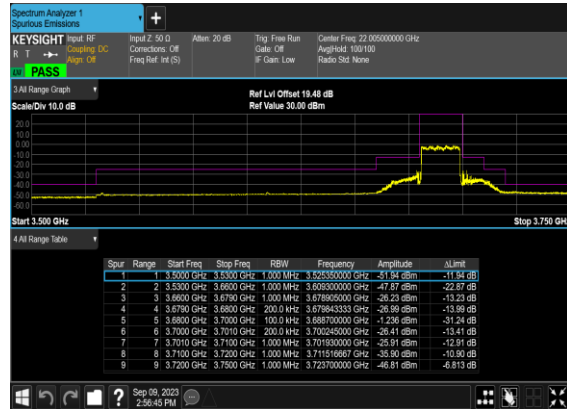 Spectrum Analyzer 1
Spurious Emissions
+
KEYSIGHT Input: RF Input Z: 50 Ω Atten: 20 dB Trig: Free Run Center Freq: 22.005000000 GHz
R T Coupling: DC Corrections: Off Gate: Off Avg|Hold: 100/100
Align: Off Freq Ref: Int (S) IF Gain: Low Radio Std: None
PASS
3 All Range Graph
Ref Lvl Offset 19.48 dB
Scale/Div 10.0 dB Ref Value 30.00 dBm
20.0
10.0
0.00
-10.0
-20.0
-30.0
-40.0
-50.0
-60.0
Start 3.500 GHz Stop 3.750 GHz
4 All Range Table
Spur Range Start Freq Stop Freq RBW Frequency Amplitude ΔLimit
1 1 3.5000 GHz 3.5300 GHz 1.000 MHz 3.525350000 GHz -51.94 dBm -11.94 dB
2 2 3.5300 GHz 3.6600 GHz 1.000 MHz 3.609300000 GHz -47.87 dBm -22.87 dB
3 3 3.6600 GHz 3.6790 GHz 1.000 MHz 3.678905000 GHz -26.23 dBm -13.23 dB
4 4 3.6790 GHz 3.6800 GHz 200.0 kHz 3.679843333 GHz -26.99 dBm -13.99 dB
5 5 3.6800 GHz 3.7000 GHz 100.0 kHz 3.688700000 GHz -1.236 dBm -31.24 dB
6 6 3.7000 GHz 3.7010 GHz 200.0 kHz 3.700245000 GHz -26.41 dBm -13.41 dB
7 7 3.7010 GHz 3.7100 GHz 1.000 MHz 3.701930000 GHz -25.91 dBm -12.91 dB
8 8 3.7100 GHz 3.7200 GHz 1.000 MHz 3.711516667 GHz -35.90 dBm -10.90 dB
9 9 3.7200 GHz 3.7500 GHz 1.000 MHz 3.723700000 GHz -46.81 dBm -6.813 dB
? Sep 09, 2023
2:56:45 PM